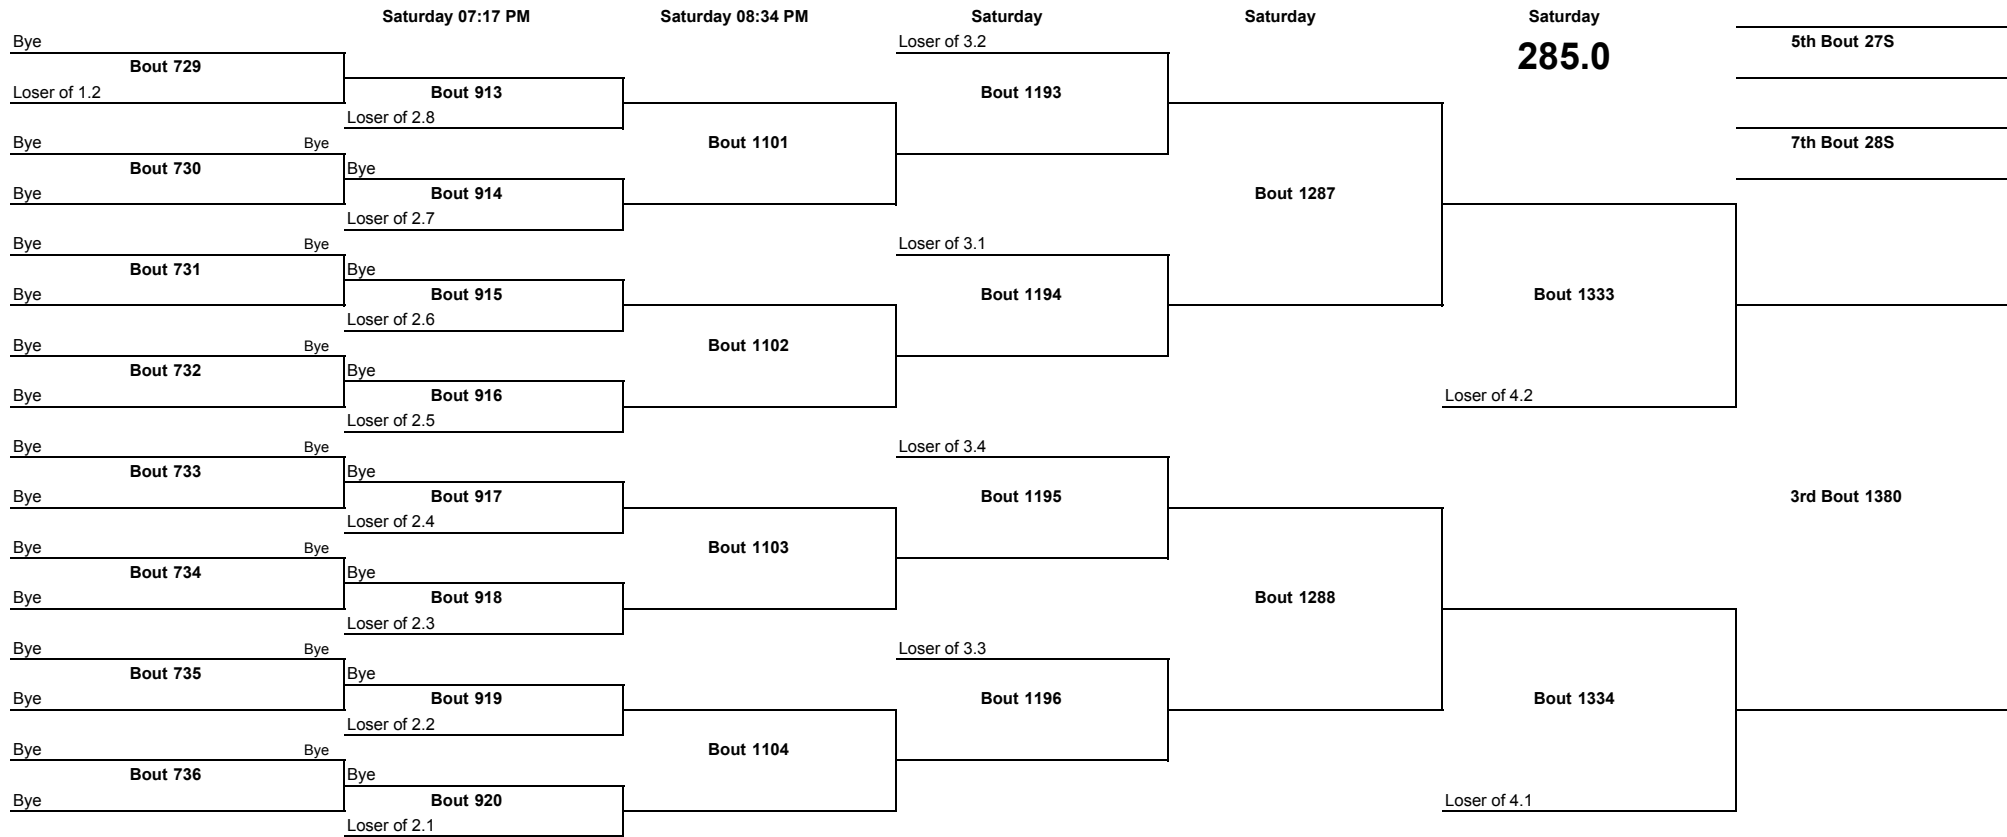 Saturday 07:17 PM Saturday 08:34 PM Saturday Saturday Saturday
Bye Loser of 3.2 285.0 5th Bout 27S
Bout 729
Loser of 1.2 Bout 913 Bout 1193
Loser of 2.8
Bye Bye Bout 1101 7th Bout 28S
Bout 730 Bye
Bye Bout 914 Bout 1287
Loser of 2.7
Bye Bye Loser of 3.1
Bout 731 Bye
Bye Bout 915 Bout 1194 Bout 1333
Loser of 2.6
Bye Bye Bout 1102
Bout 732 Bye
Bye Bout 916 Loser of 4.2
Loser of 2.5
Bye Bye Loser of 3.4
Bout 733 Bye
Bye Bout 917 Bout 1195 3rd Bout 1380
Loser of 2.4
Bye Bye Bout 1103
Bout 734 Bye
Bye Bout 918 Bout 1288
Loser of 2.3
Bye Bye Loser of 3.3
Bout 735 Bye
Bye Bout 919 Bout 1196 Bout 1334
Loser of 2.2
Bye Bye Bout 1104
Bout 736 Bye
Bye Bout 920 Loser of 4.1
Loser of 2.1